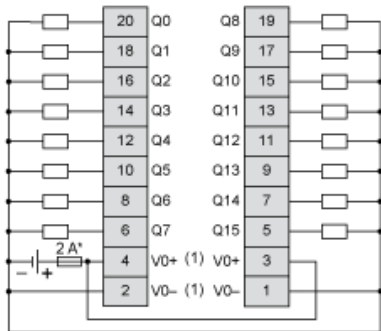 20 Q0 Q8 19
18 Q1 Q9 17
16 Q2 Q10 15
14 Q3 Q11 13
12 Q4 Q12 11
10 Q5 Q13 9
8 Q6 Q14 7
6 Q7 Q15 5
2 A*
− + 4 V0+ (1) V0+ 3
2 V0− (1) V0− 1